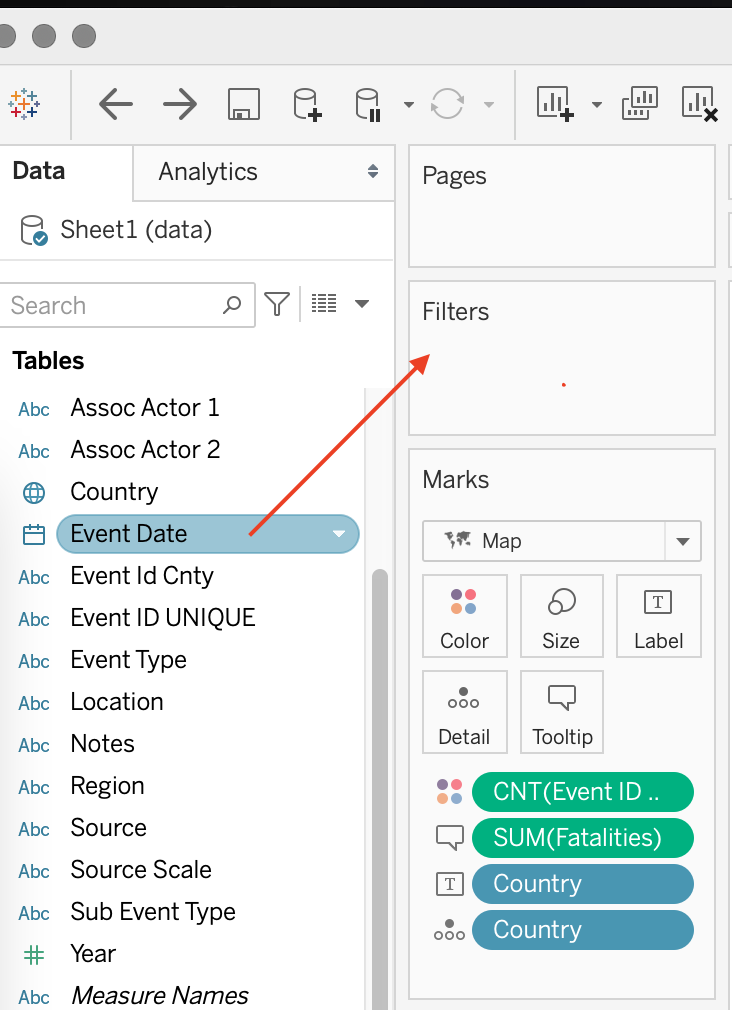 Data
Analytics
Sheet1 (data)
Search
Tables
Abc Assoc Actor 1
Abc Assoc Actor 2
Country
Event Date
Abc Event Id Cnty
Abc Event ID UNIQUE
Abc Event Type
Abc Location
Abc Notes
Abc Region
Abc Source
Abc Source Scale
Abc Sub Event Type
# Year
Abc Measure Names
Pages
Filters
Marks
Map
Color
Size
T
Label
Detail
Tooltip
CNT(Event ID ..
SUM(Fatalities)
T Country
Country